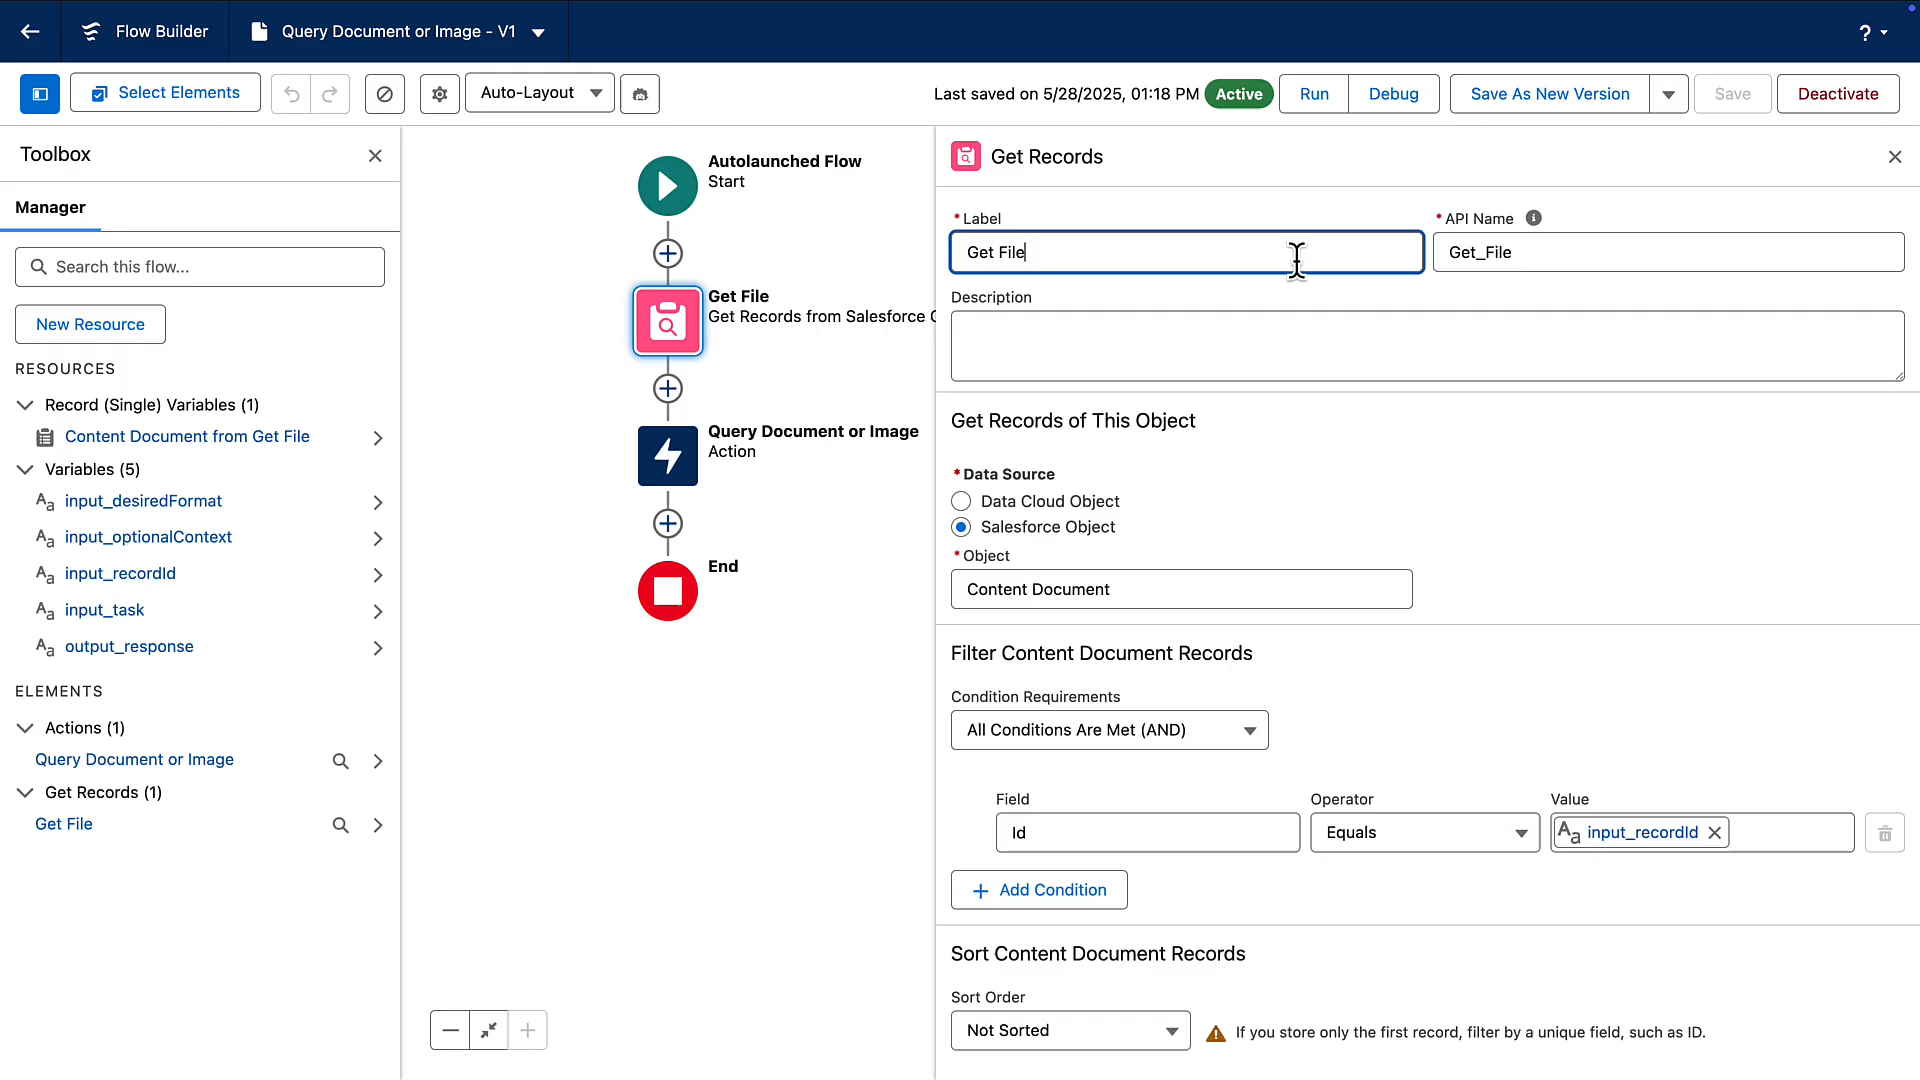 Flow Builder
Query Document or Image - V1
?
Select Elements
Auto-Layout
Last saved on 5/28/2025, 01:18 PM
Active
Run
Debug
Save As New Version
Save
Deactivate
Toolbox
Manager
Search this flow...
New Resource
RESOURCES
Record (Single) Variables (1)
Content Document from Get File
Variables (5)
Aa input_desiredFormat
Aa input_optionalContext
Aa input_recordId
Aa input_task
Aa output_response
ELEMENTS
Actions (1)
Query Document or Image
Get Records (1)
Get File
Autolaunched Flow
Start
Get File
Get Records from Salesforce
Query Document or Image
Action
End
Get Records
* Label
Get File
* API Name
Get_File
Description
Get Records of This Object
* Data Source
Data Cloud Object
Salesforce Object
* Object
Content Document
Filter Content Document Records
Condition Requirements
All Conditions Are Met (AND)
Field
Id
Operator
Equals
Value
Aa input_recordId
+ Add Condition
Sort Content Document Records
Sort Order
Not Sorted
If you store only the first record, filter by a unique field, such as ID.